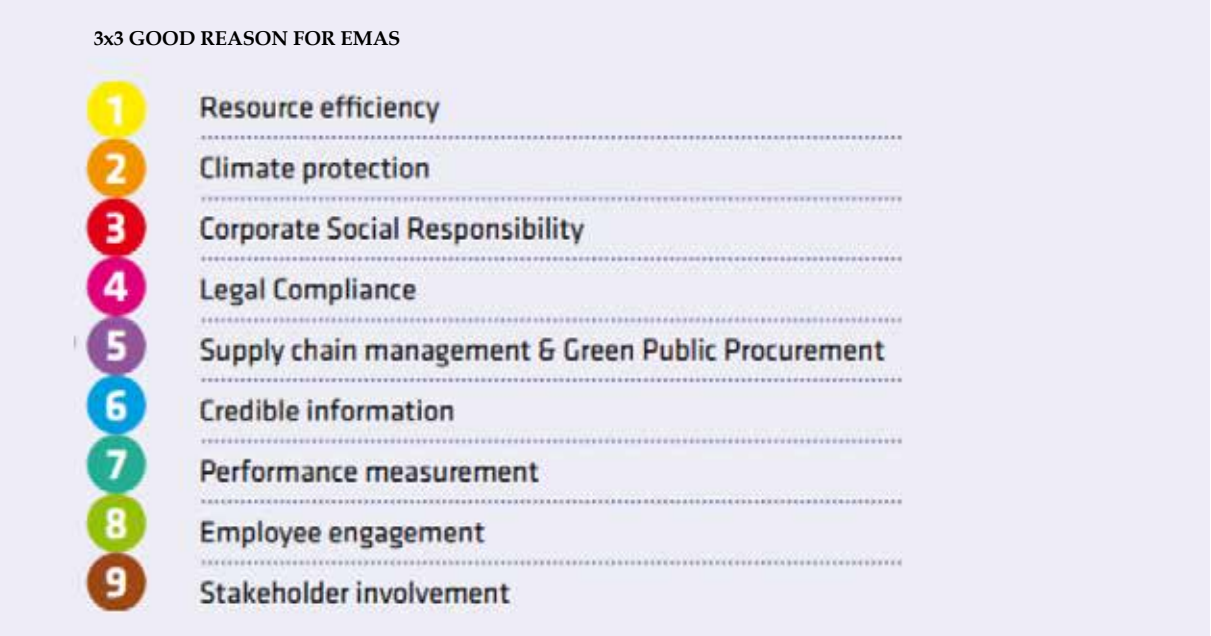 3x3 GOOD REASON FOR EMAS
1 Resource efficiency
2 Climate protection
3 Corporate Social Responsibility
4 Legal Compliance
5 Supply chain management & Green Public Procurement
6 Credible information
7 Performance measurement
8 Employee engagement
9 Stakeholder involvement